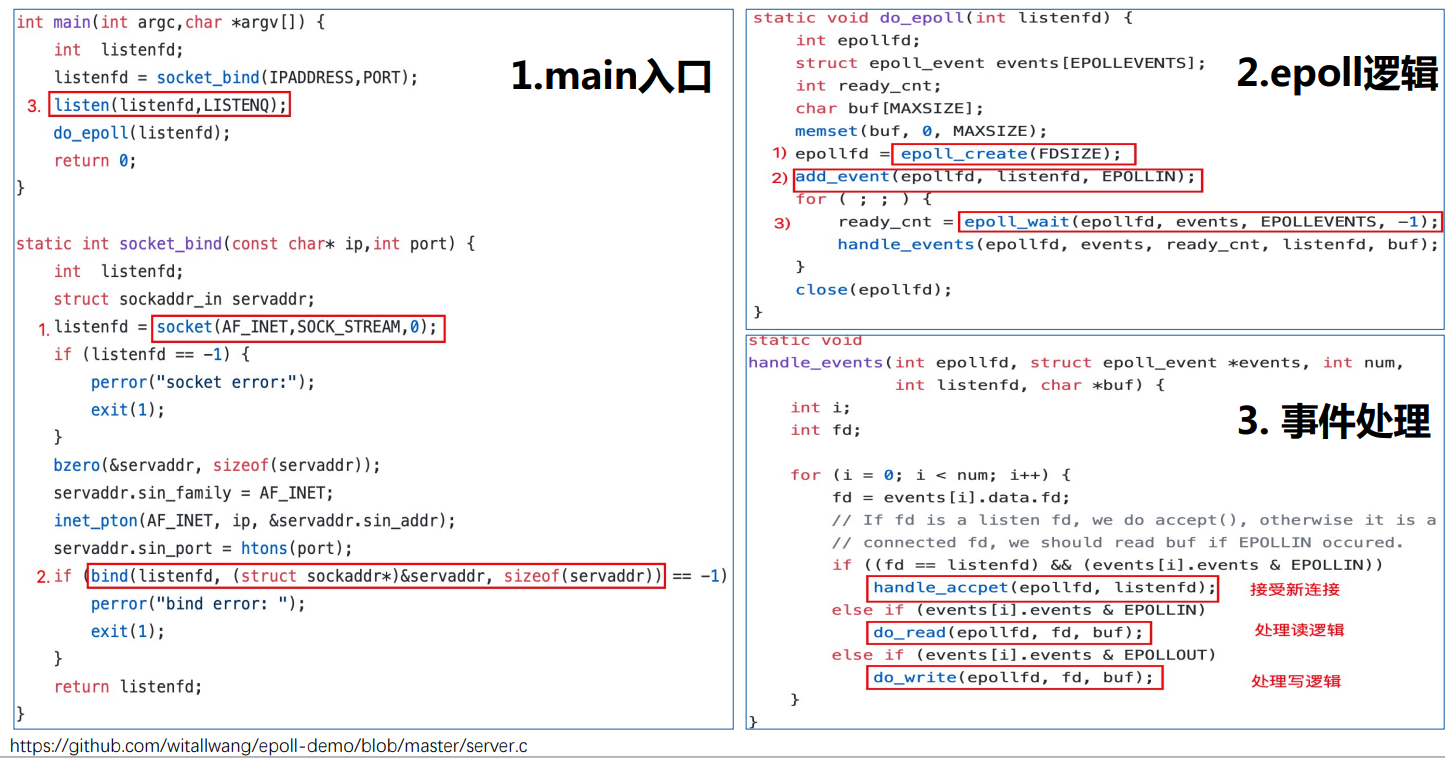 1.main入口
int main(int argc,char *argv[]) {
int  listenfd;
listenfd = socket_bind(IPADDRESS,PORT);
3. listen(listenfd,LISTENQ);
do_epoll(listenfd);
return 0;
}
static int socket_bind(const char* ip,int port) {
int  listenfd;
struct sockaddr_in servaddr;
1. listenfd = socket(AF_INET,SOCK_STREAM,0);
if (listenfd == -1) {
perror("socket error:");
exit(1);
}
bzero(&servaddr, sizeof(servaddr));
servaddr.sin_family = AF_INET;
inet_pton(AF_INET, ip, &servaddr.sin_addr);
servaddr.sin_port = htons(port);
2. if (bind(listenfd, (struct sockaddr*)&servaddr, sizeof(servaddr)) == -1)
perror("bind error: ");
exit(1);
}
return listenfd;
}
2.epoll逻辑
static void do_epoll(int listenfd) {
int epollfd;
struct epoll_event events[EPOLLEVENTS];
int ready_cnt;
char buf[MAXSIZE];
memset(buf, 0, MAXSIZE);
1) epollfd = epoll_create(FDSIZE);
2) add_event(epollfd, listenfd, EPOLLIN);
for ( ; ; ) {
3) ready_cnt = epoll_wait(epollfd, events, EPOLLEVENTS, -1);
handle_events(epollfd, events, ready_cnt, listenfd, buf);
}
close(epollfd);
}
3. 事件处理
static void
handle_events(int epollfd, struct epoll_event *events, int num,
int listenfd, char *buf) {
int i;
int fd;
for (i = 0; i < num; i++) {
fd = events[i].data.fd;
// If fd is a listen fd, we do accept(), otherwise it is a
// connected fd, we should read buf if EPOLLIN occured.
if ((fd == listenfd) && (events[i].events & EPOLLIN))
handle_accpet(epollfd, listenfd); 接受新连接
else if (events[i].events & EPOLLIN)
do_read(epollfd, fd, buf); 处理读逻辑
else if (events[i].events & EPOLLOUT)
do_write(epollfd, fd, buf); 处理写逻辑
}
}
https://github.com/witallwang/epoll-demo/blob/master/server.c